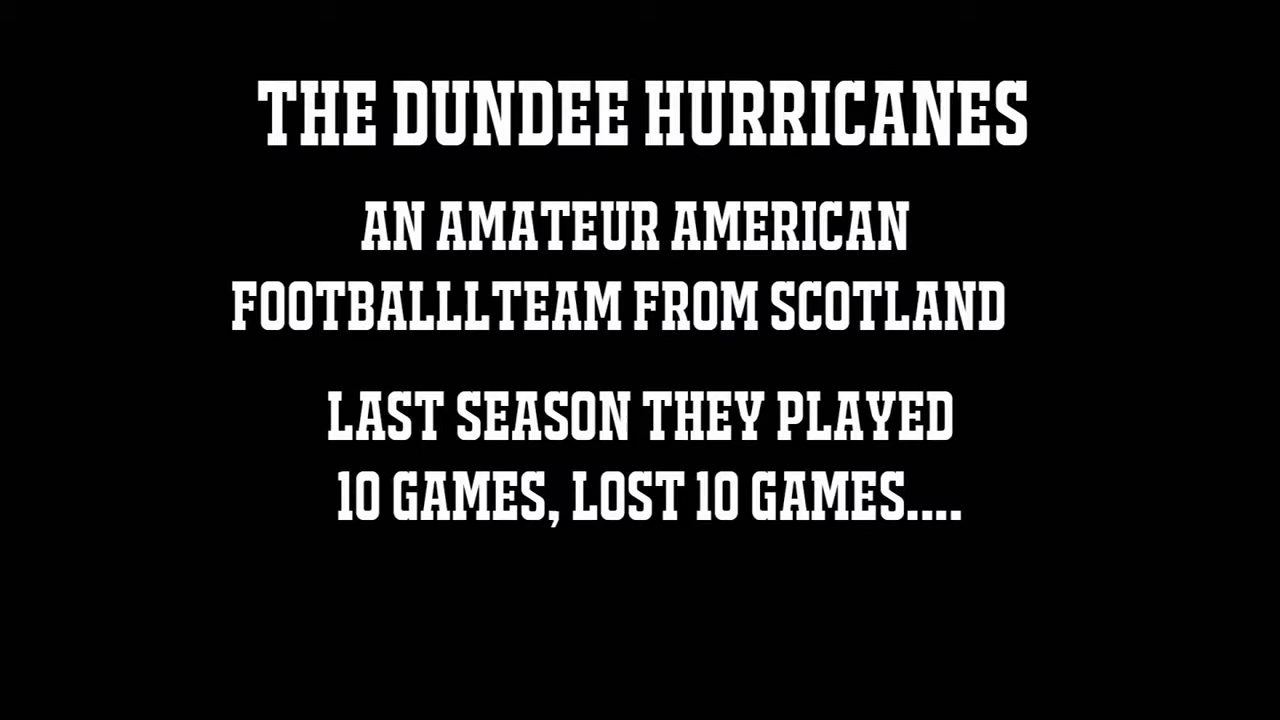 THE DUNDEE HURRICANES
AN AMATEUR AMERICAN
FOOTBALLLTEAM FROM SCOTLAND
LAST SEASON THEY PLAYED
10 GAMES, LOST 10 GAMES....